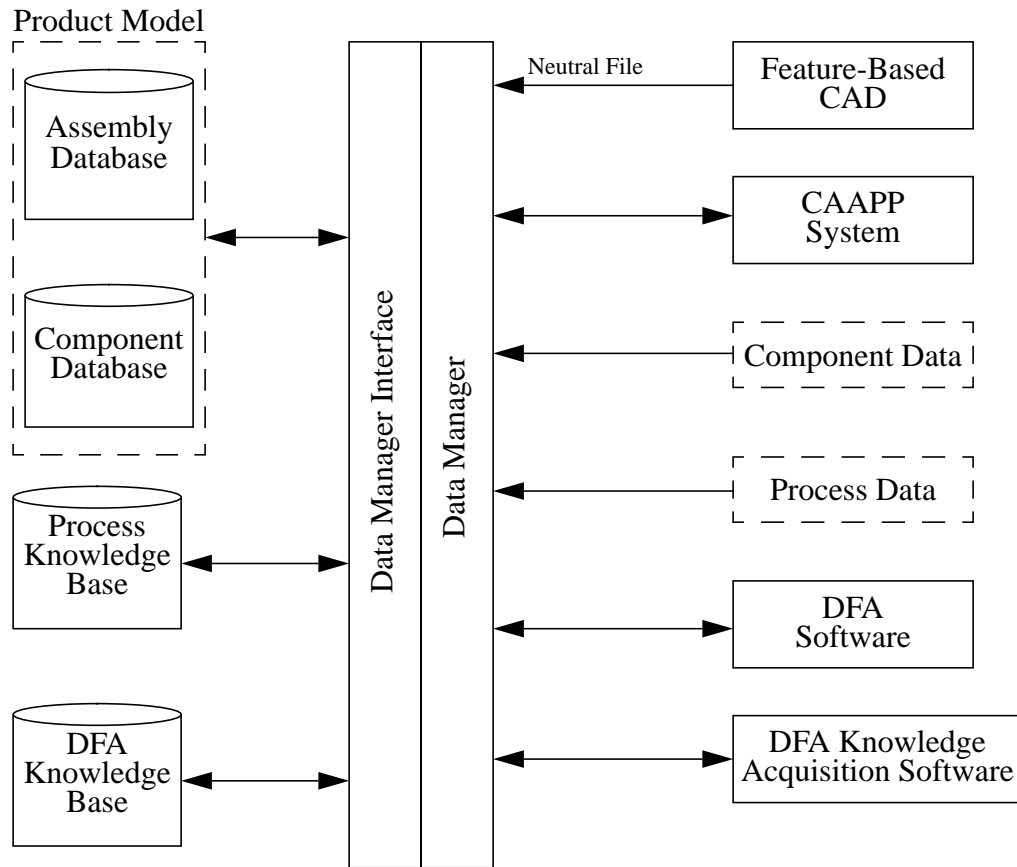 Product Model
Assembly
Database
Component
Database
Process
Knowledge
Base
DFA
Knowledge
Base
Data Manager Interface
Data Manager
Neutral File
Feature-Based
CAD
CAAPP
System
Component Data
Process Data
DFA
Software
DFA Knowledge
Acquisition Software